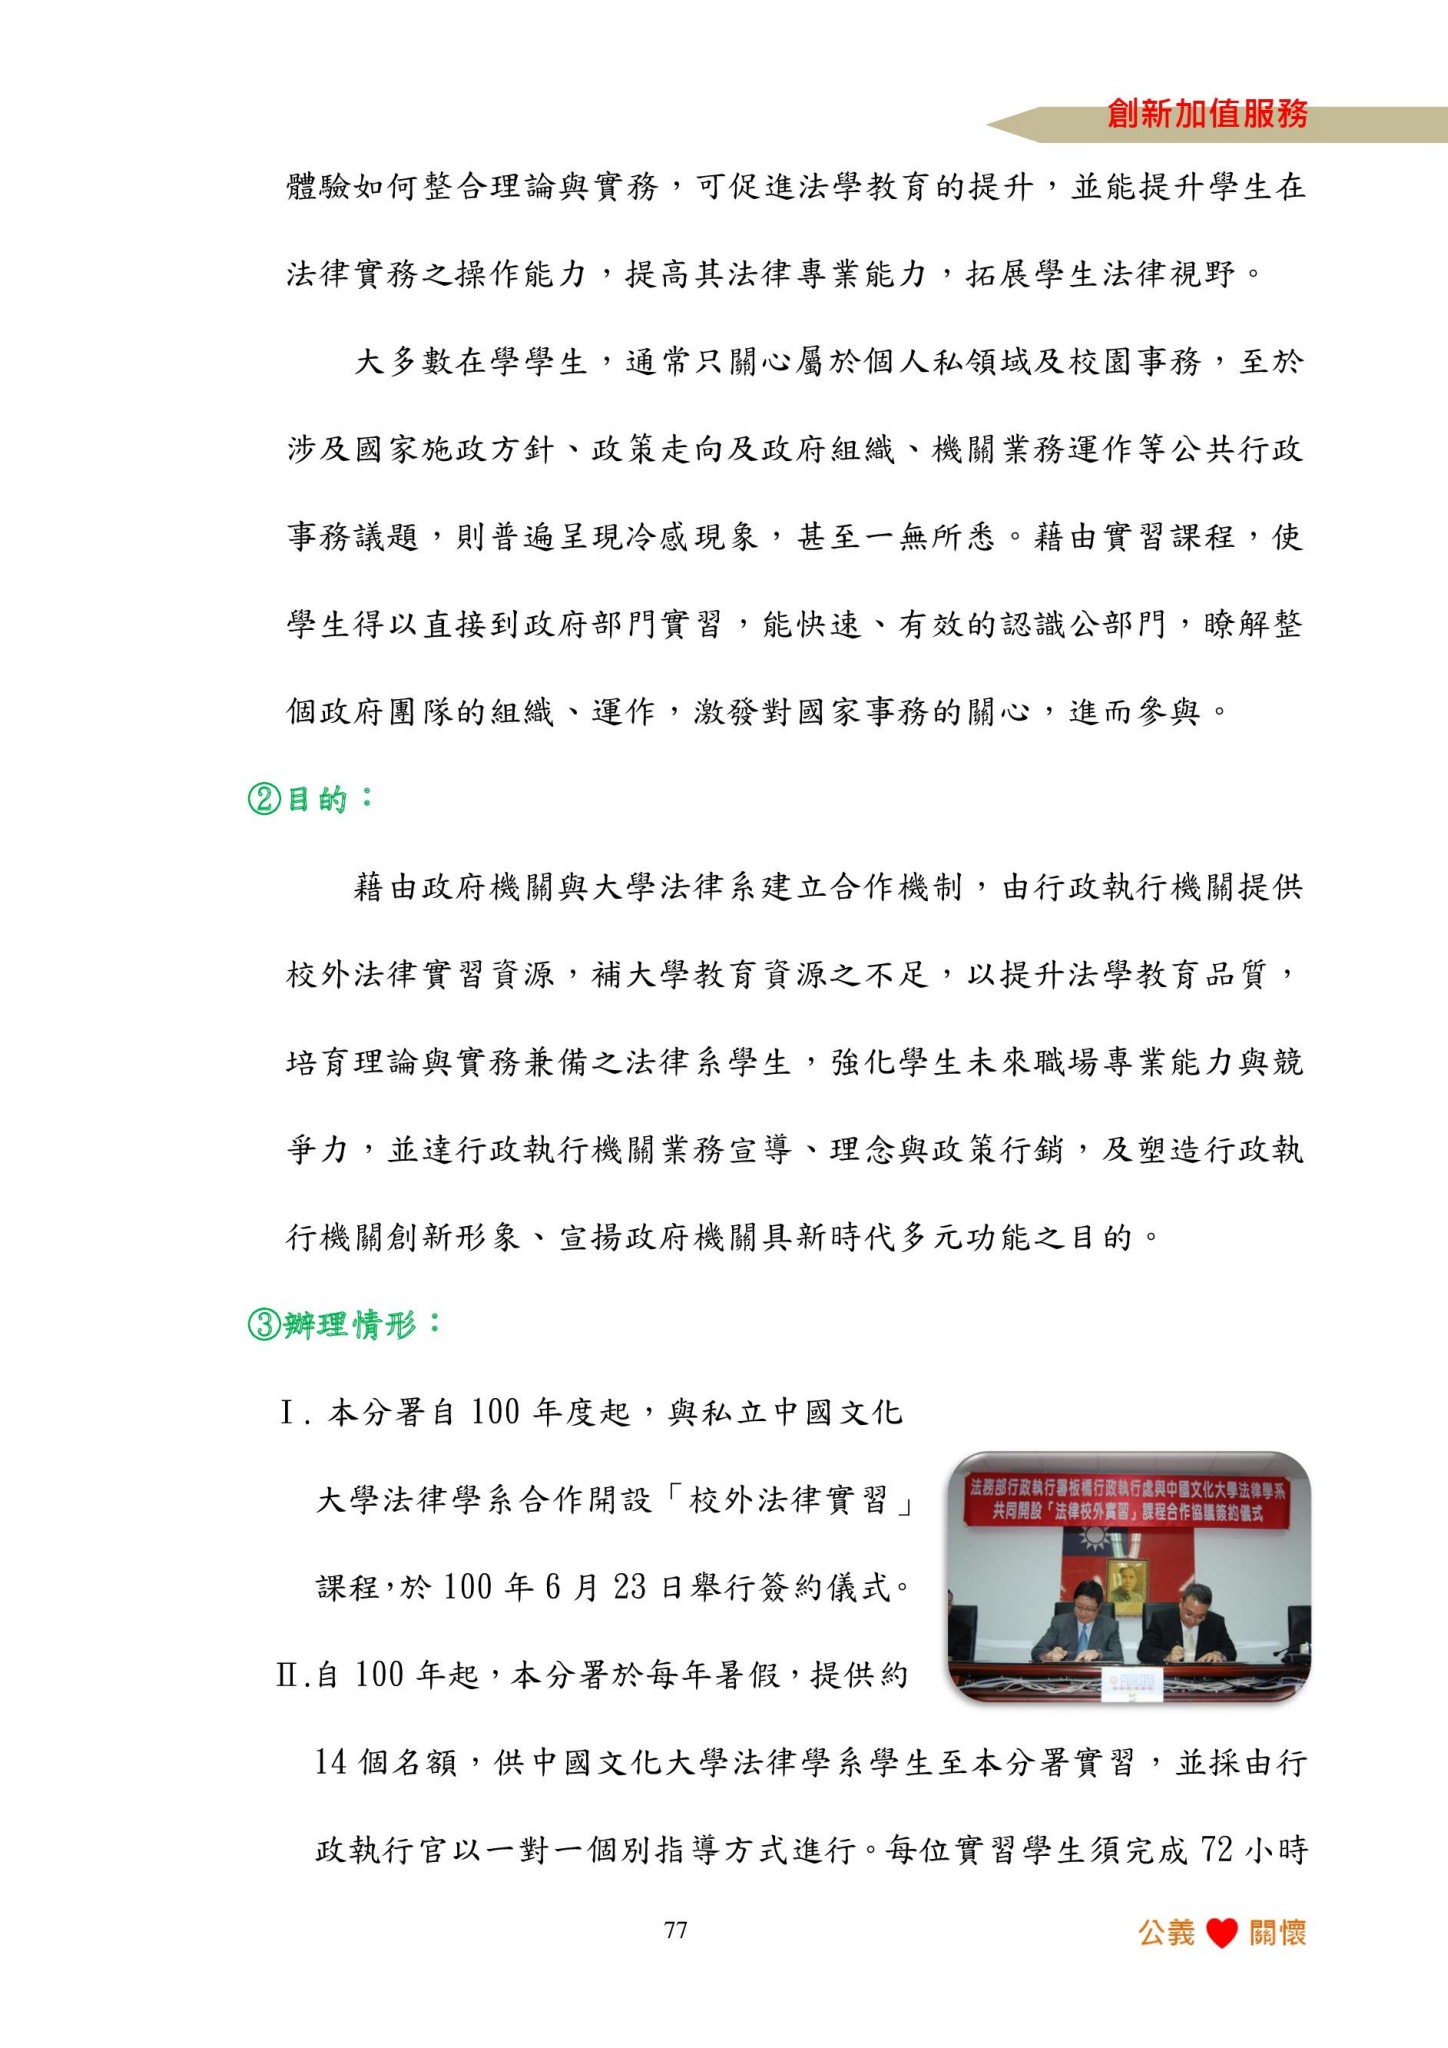 創新加值服務
體驗如何整合理論與實務，可促進法學教育的提升，並能提升學生在
法律實務之操作能力，提高其法律專業能力，拓展學生法律視野。
大多數在學學生，通常只關心屬於個人私領域及校園事務，至於
涉及國家施政方針、政策走向及政府組織、機關業務運作等公共行政
事務議題，則普遍呈現冷感現象，甚至一無所悉。藉由實習課程，使
學生得以直接到政府部門實習，能快速、有效的認識公部門，瞭解整
個政府團隊的組織、運作，激發對國家事務的關心，進而參與。
②目的：
藉由政府機關與大學法律系建立合作機制，由行政執行機關提供
校外法律實習資源，補大學教育資源之不足，以提升法學教育品質，
培育理論與實務兼備之法律系學生，強化學生未來職場專業能力與競
爭力，並達行政執行機關業務宣導、理念與政策行銷，及塑造行政執
行機關創新形象、宣揚政府機關具新時代多元功能之目的。
③辦理情形：
Ⅰ. 本分署自 100 年度起，與私立中國文化
大學法律學系合作開設「校外法律實習」
課程，於 100 年 6 月 23 日舉行簽約儀式。
法務部行政執行署板橋行政執行處與中國文化大學法律學系
共同開設「法律校外實習」課程合作協議簽約儀式
Ⅱ.自 100 年起，本分署於每年暑假，提供約
14 個名額，供中國文化大學法律學系學生至本分署實習，並採由行
政執行官以一對一個別指導方式進行。每位實習學生須完成 72 小時
77
公義 ♥ 關懷